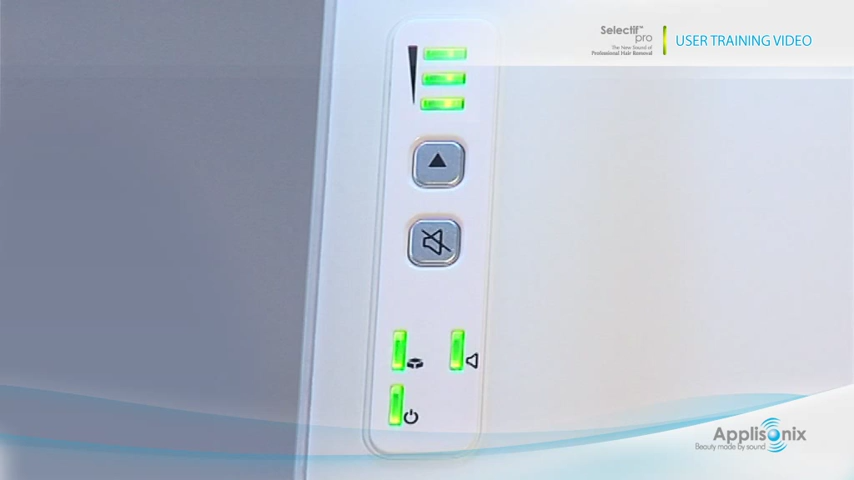 Selectif™
pro
The New Sound of
Professional Hair Removal
USER TRAINING VIDEO
Applisonix
Beauty made by sound